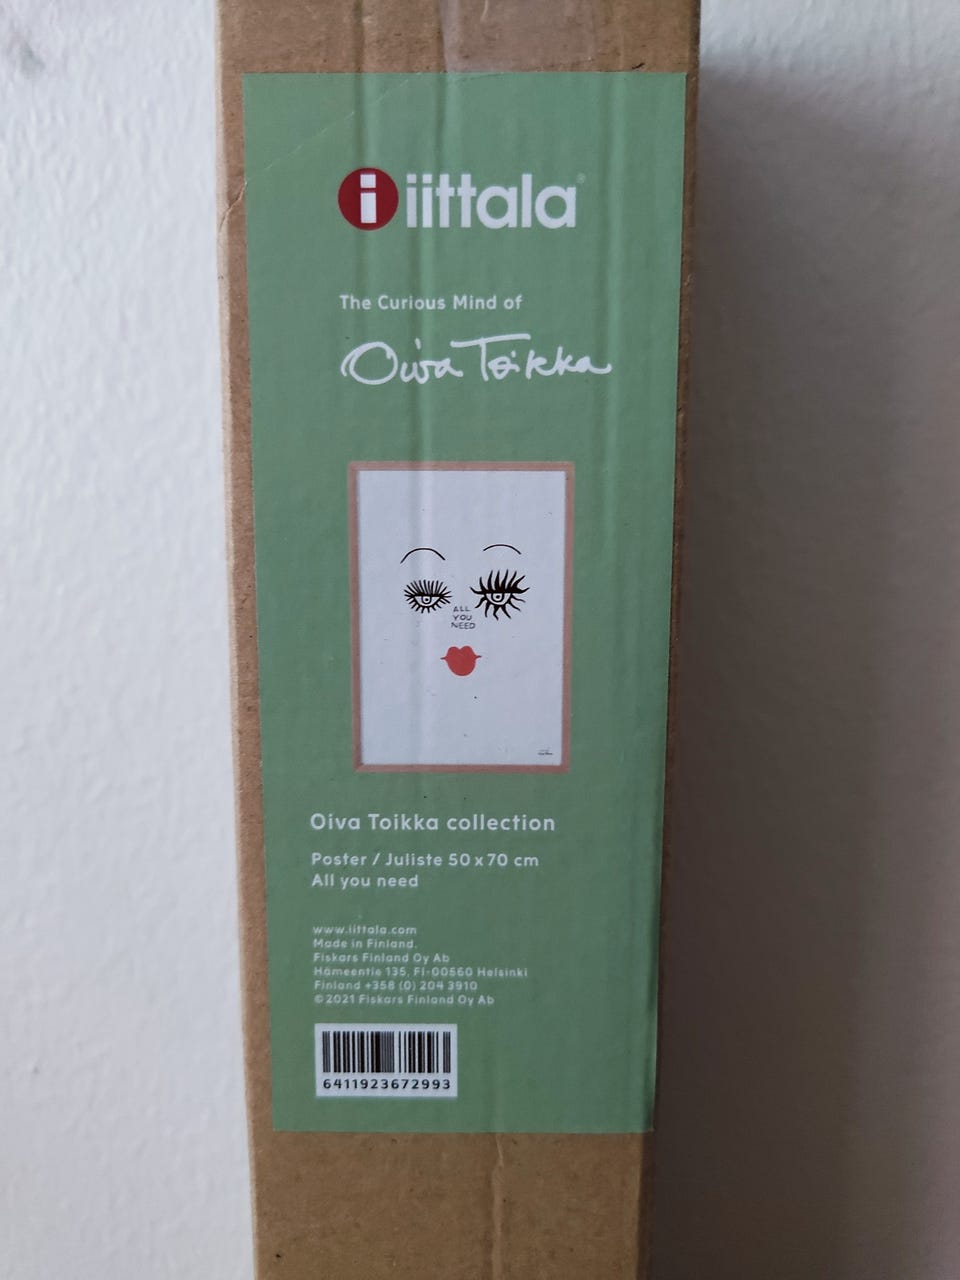 i iittala
The Curious Mind of
Oiva Toikka
ALL
YOU
NEED
Oiva Toikka collection
Poster / Juliste 50 x 70 cm
All you need
www.iittala.com
Made in Finland.
Fiskars Finland Oy Ab
Hämeentie 135, FI-00560 Helsinki
Finland +358 (0) 204 3910
©2021 Fiskars Finland Oy Ab
6411923672993